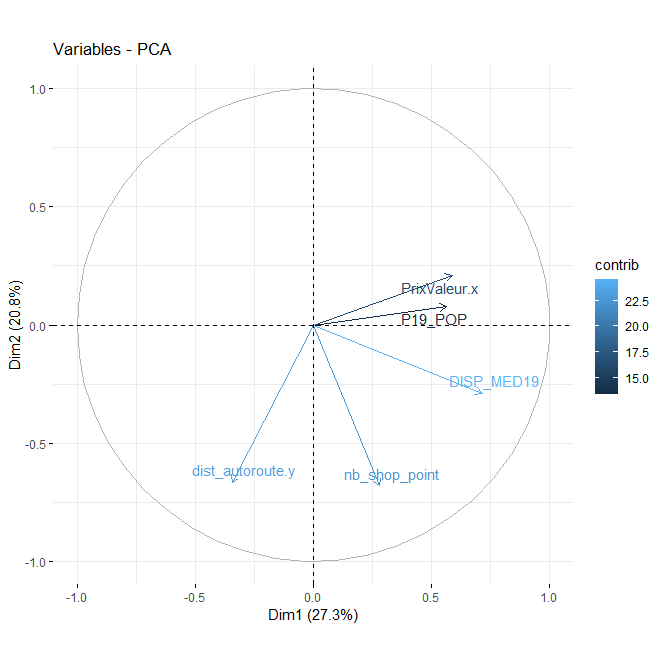 Variables - PCA
1.0
0.5
0.0
-0.5
-1.0
Dim2 (20.8%)
PrixValeur.x
P19_POP
DISP_MED19
dist_autoroute.y
nb_shop_point
-1.0 -0.5 0.0 0.5 1.0
Dim1 (27.3%)
contrib
22.5
20.0
17.5
15.0